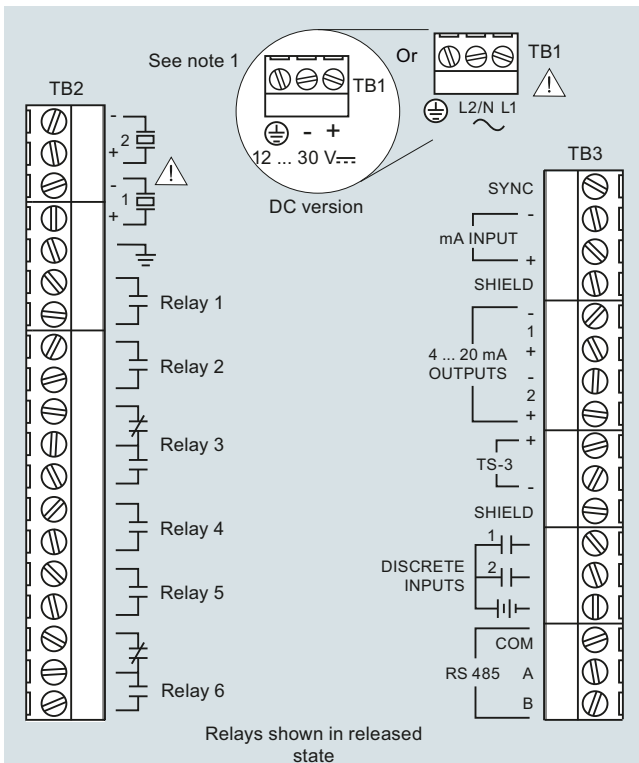 See note 1
TB1
- +
12 ... 30 V
DC version
Or
TB1
L2/N L1
TB2
-
2
+
-
1
+
Relay 1
Relay 2
Relay 3
Relay 4
Relay 5
Relay 6
TB3
SYNC
-
mA INPUT
+
SHIELD
-
1
+
4 ... 20 mA
OUTPUTS
-
2
+
+
TS-3
-
SHIELD
1
DISCRETE
2
INPUTS
COM
RS 485 A
B
Relays shown in released
state